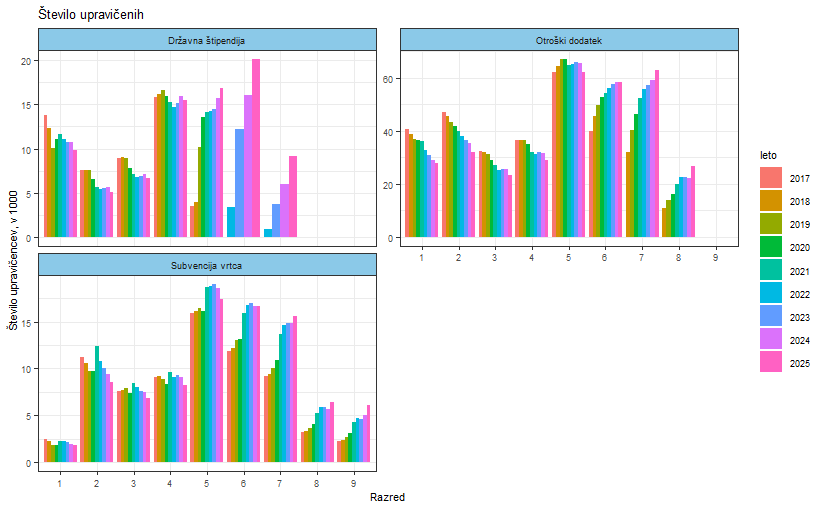 Število upravičenih
Državna štipendija
Otroški dodatek
20
15
10
5
0
60
40
20
0
1 2 3 4 5 6 7 8 9
Subvencija vrtca
15
10
5
0
1 2 3 4 5 6 7 8 9
Število upravičencev, v 1000
Razred
leto
2017
2018
2019
2020
2021
2022
2023
2024
2025